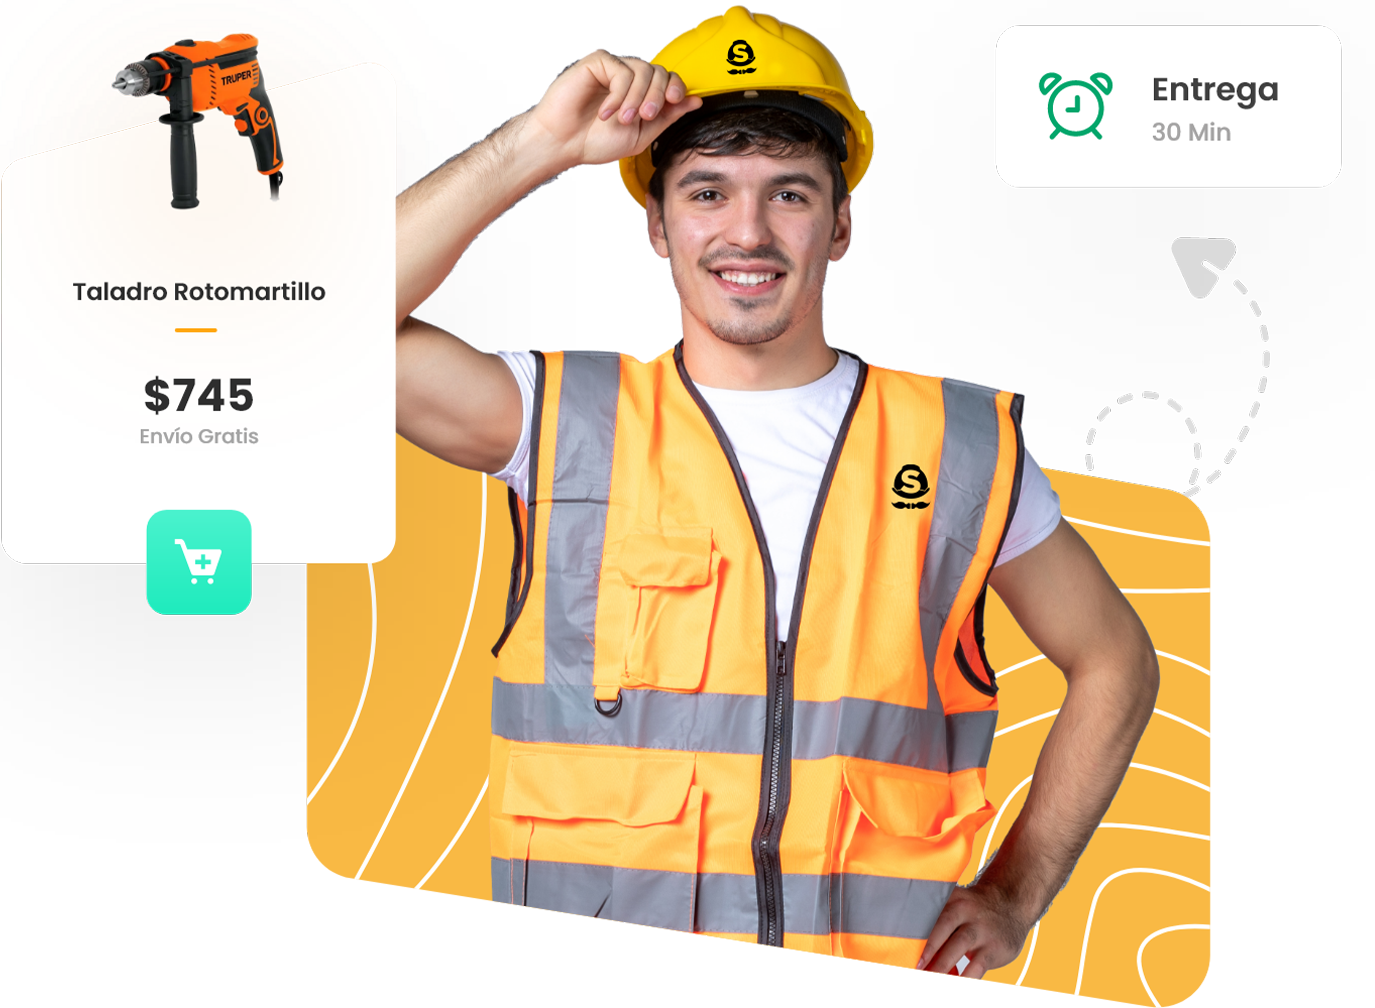 TRUPER
Taladro Rotomartillo
$745
Envío Gratis
S
Entrega
30 Min
S